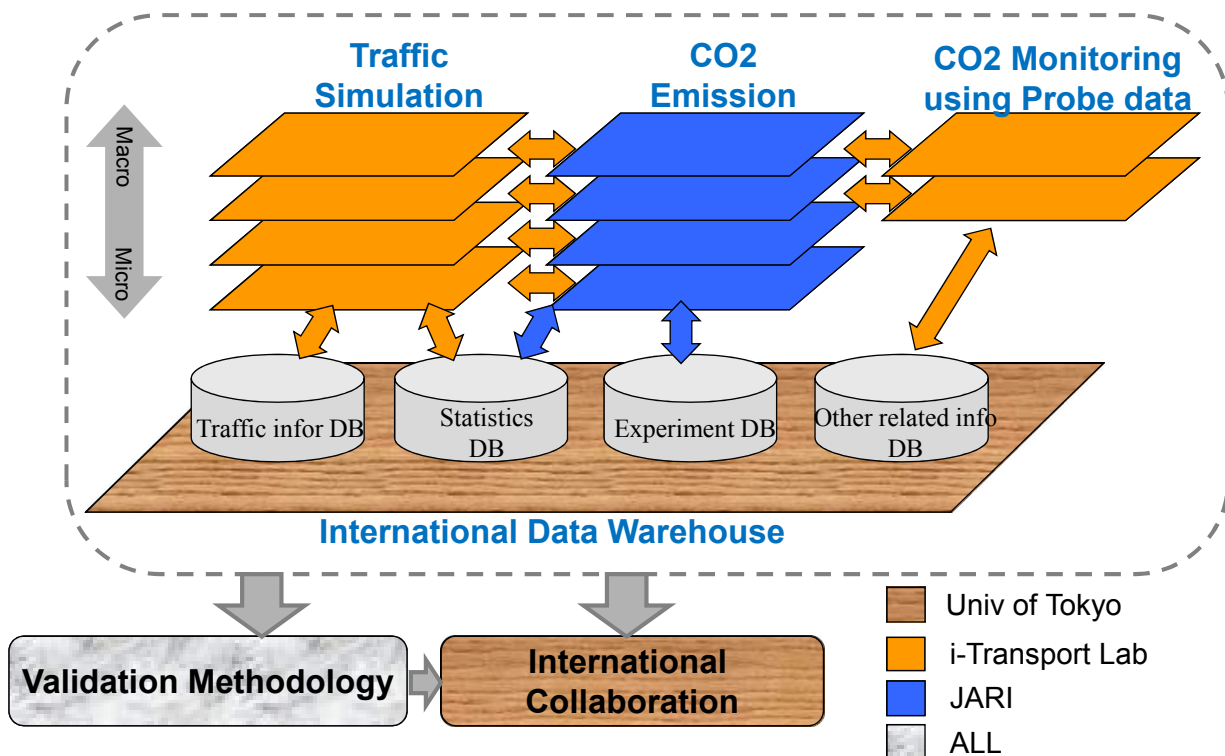 Traffic
Simulation
CO2
Emission
CO2 Monitoring
using Probe data
Macro
Micro
Traffic infor DB
Statistics
DB
Experiment DB
Other related info
DB
International Data Warehouse
Validation Methodology
International
Collaboration
Univ of Tokyo
i-Transport Lab
JARI
ALL